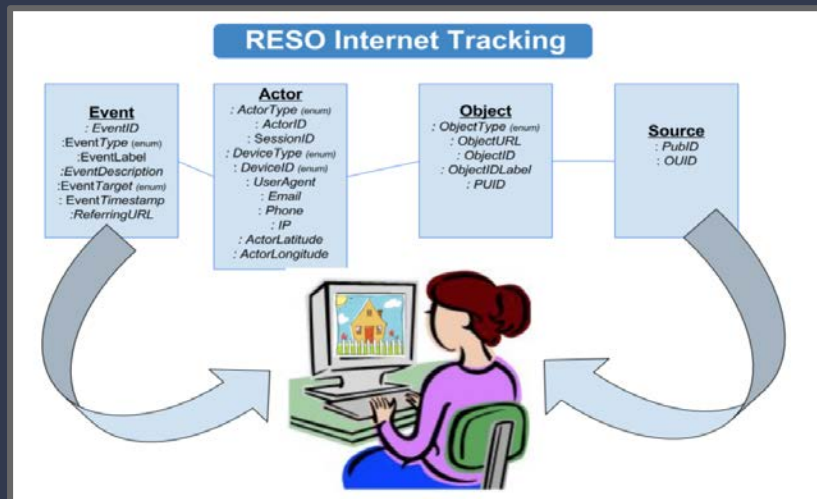 RESO Internet Tracking
Event
: EventID
:EventType (enum)
:EventLabel
:EventDescription
:EventTarget (enum)
: EventTimestamp
:ReferringURL
Actor
: ActorType (enum)
: ActorID
: SessionID
: DeviceType (enum)
: DeviceID (enum)
: UserAgent
: Email
: Phone
: IP
: ActorLatitude
: ActorLongitude
Object
: ObjectType (enum)
: ObjectURL
: ObjectID
: ObjectIDLabel
: PUID
Source
: PubID
: OUID